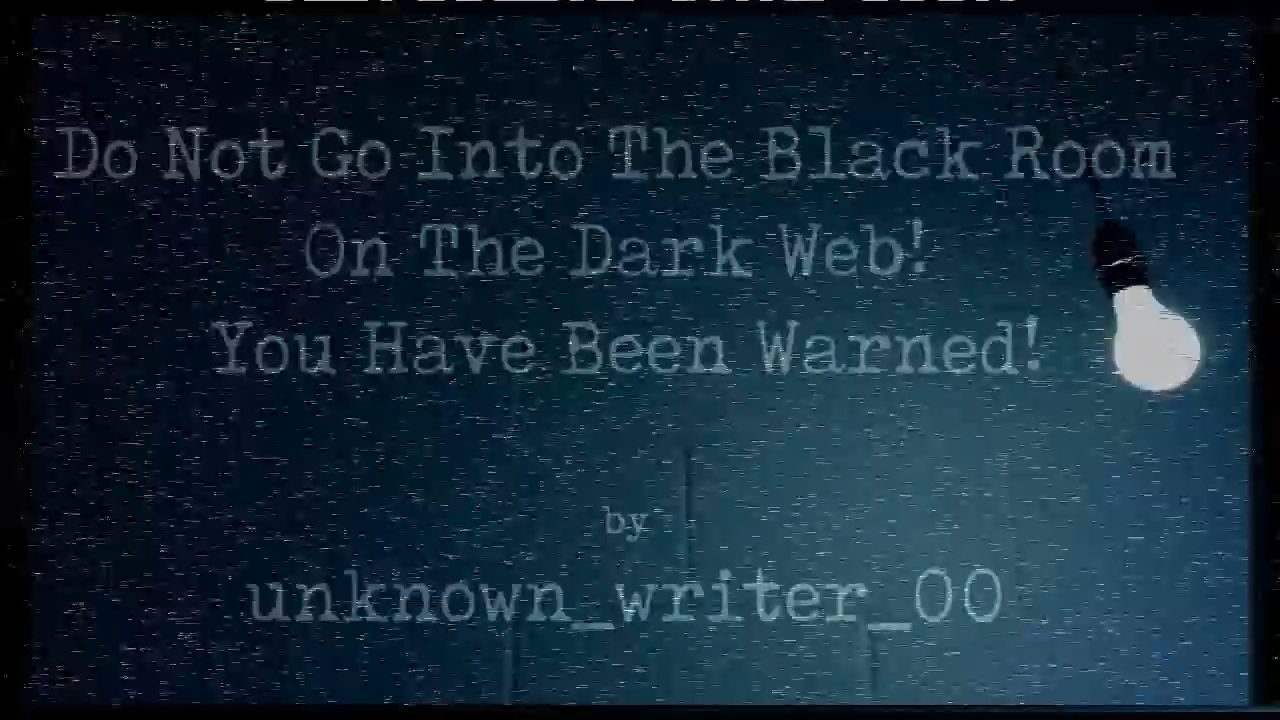 Do Not Go Into The Black Room
On The Dark Web!
You Have Been Warned!
by
unknown_writer_00